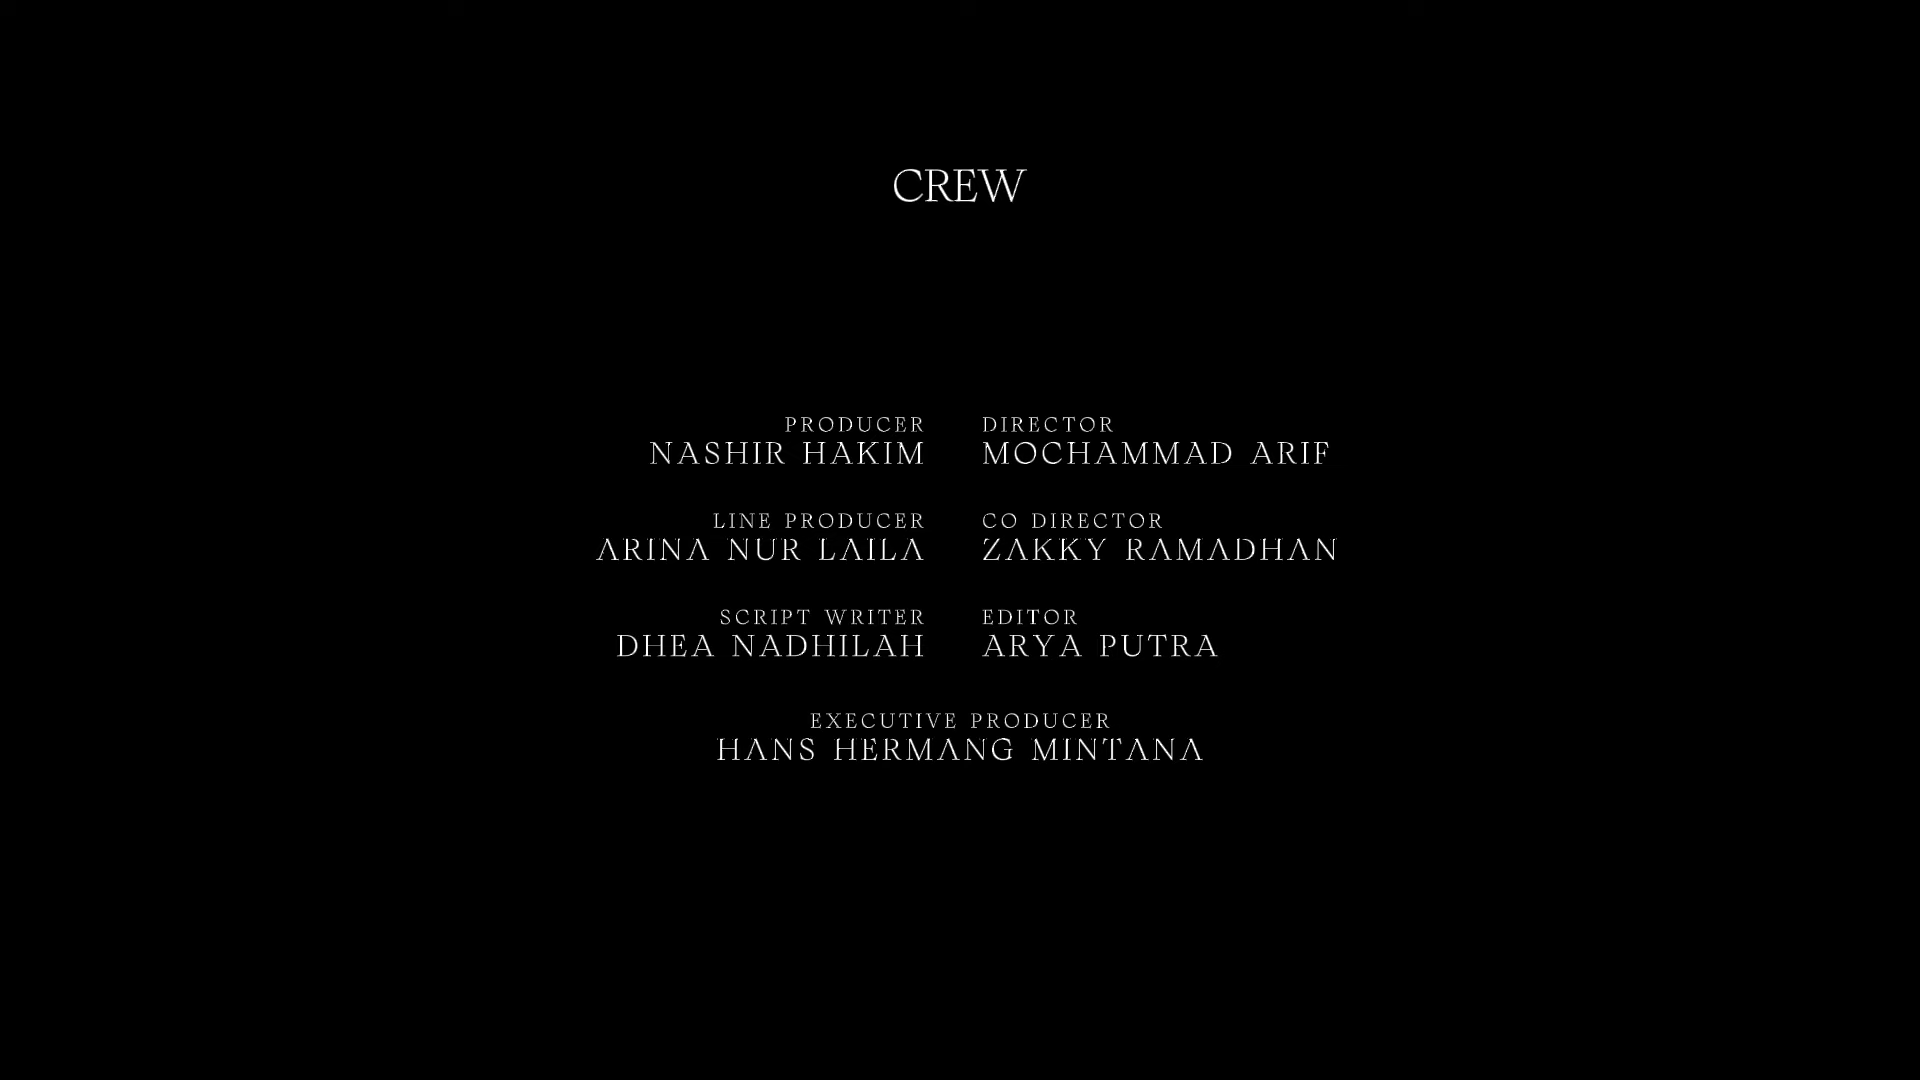 CREW
PRODUCER
NASHIR HAKIM
DIRECTOR
MOCHAMMAD ARIF
LINE PRODUCER
ARINA NUR LAILA
CO DIRECTOR
ZAKKY RAMADHAN
SCRIPT WRITER
DHEA NADHILAH
EDITOR
ARYA PUTRA
EXECUTIVE PRODUCER
HANS HERMANG MINTANA